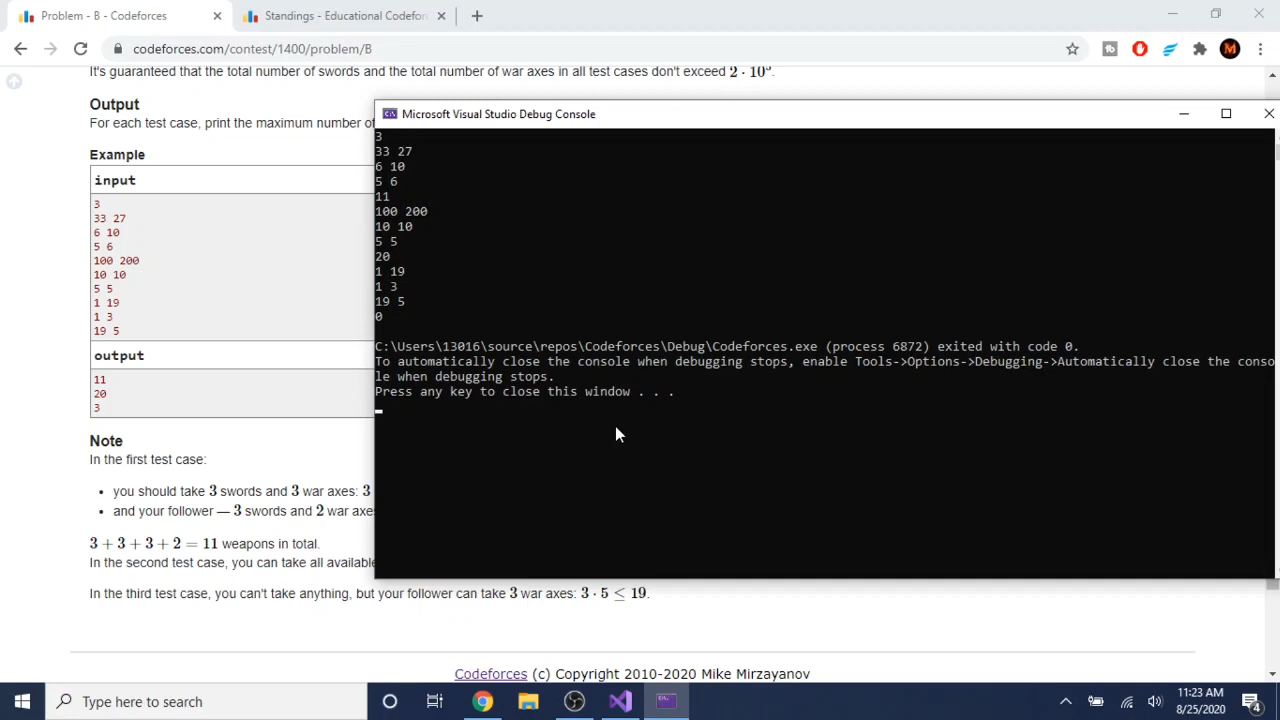 Problem - B - Codeforces
Standings - Educational Codefor
codeforces.com/contest/1400/problem/B
It's guaranteed that the total number of swords and the total number of war axes in all test cases don't exceed 2 · 10⁵.
Output
For each test case, print the maximum number of
Example
input
3
33 27
6 10
5 6
100 200
10 10
5 5
1 19
1 3
19 5
output
11
20
3
Note
In the first test case:
• you should take 3 swords and 3 war axes: 3
• and your follower — 3 swords and 2 war axes
3 + 3 + 3 + 2 = 11 weapons in total.
In the second test case, you can take all available
In the third test case, you can't take anything, but your follower can take 3 war axes: 3 · 5 ≤ 19.
Codeforces (c) Copyright 2010-2020 Mike Mirzayanov
Microsoft Visual Studio Debug Console
3
33 27
6 10
5 6
11
100 200
10 10
5 5
20
1 19
1 3
19 5
0
C:\Users\13016\source\repos\Codeforces\Debug\Codeforces.exe (process 6872) exited with code 0.
To automatically close the console when debugging stops, enable Tools->Options->Debugging->Automatically close the conso
le when debugging stops.
Press any key to close this window . . .
Type here to search
11:23 AM
8/25/2020
4